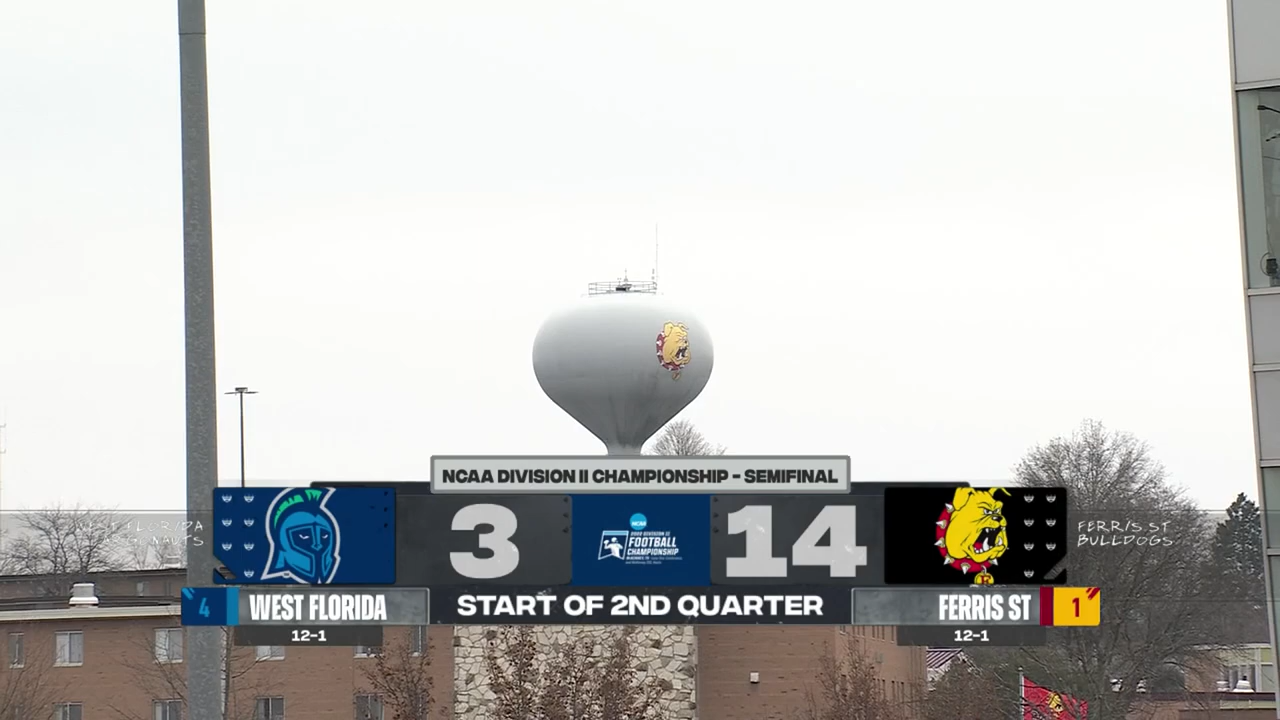 NCAA DIVISION II CHAMPIONSHIP - SEMIFINAL
3
14
NCAA
FOOTBALL
CHAMPIONSHIP
FERRIS ST
BULLDOGS
4
WEST FLORIDA
START OF 2ND QUARTER
FERRIS ST
1
12-1
12-1